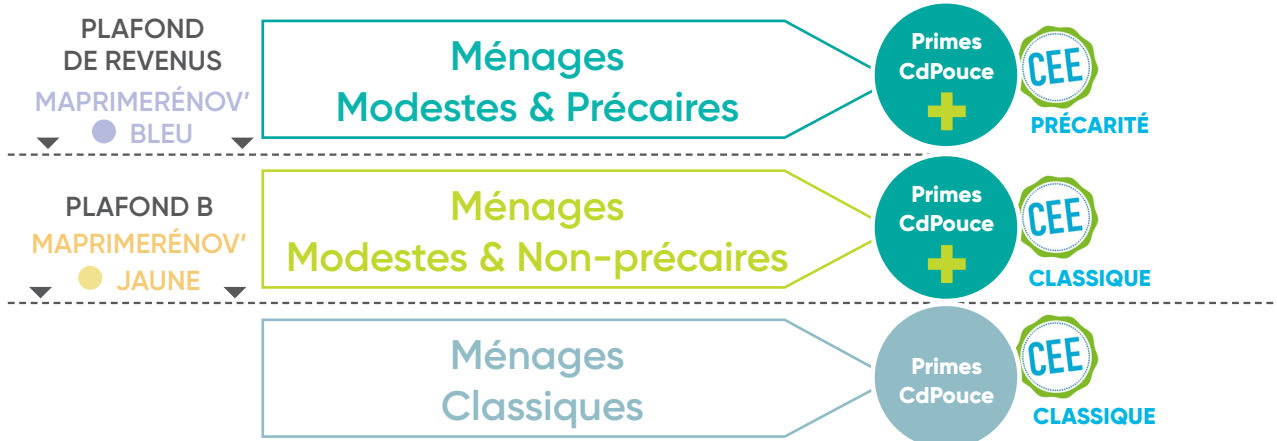 PLAFOND
DE REVENUS
MAPRIMERÉNOV’
BLEU
Ménages
Modestes & Précaires
Primes
CdPouce
CEE
PRÉCARITÉ
PLAFOND B
MAPRIMERÉNOV’
JAUNE
Ménages
Modestes & Non-précaires
Primes
CdPouce
CEE
CLASSIQUE
Ménages
Classiques
Primes
CdPouce
CEE
CLASSIQUE